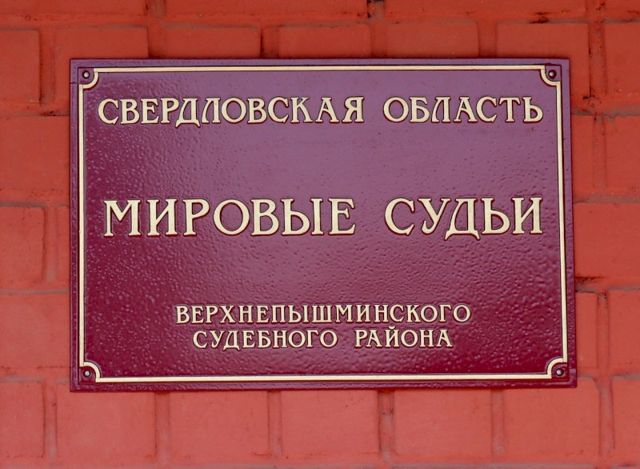 СВЕРДЛОВСКАЯ ОБЛАСТЬ
МИРОВЫЕ СУДЬИ
ВЕРХНЕПЫШМИНСКОГО
СУДЕБНОГО РАЙОНА